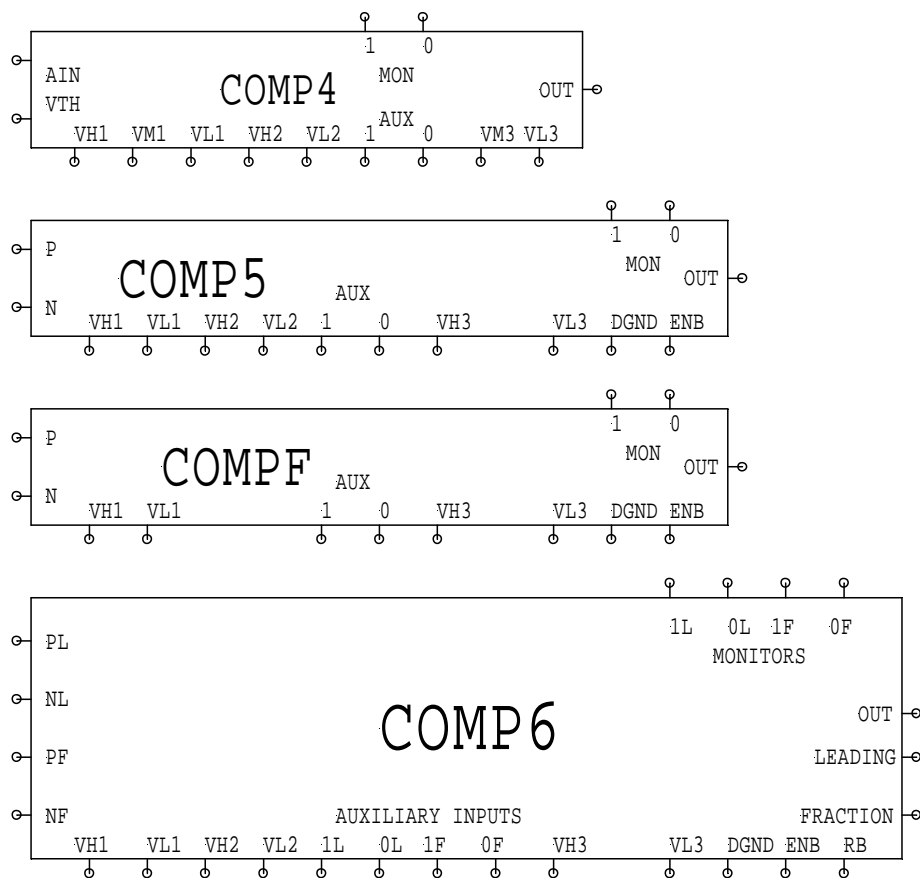 1 0
AIN COMP4 MON OUT
VTH AUX
VH1 VM1 VL1 VH2 VL2 1 0 VM3 VL3
1 0
P MON
COMP5 OUT
N AUX
VH1 VL1 VH2 VL2 1 0 VH3 VL3 DGND ENB
1 0
P MON
COMPF OUT
N AUX
VH1 VL1 1 0 VH3 VL3 DGND ENB
1L 0L 1F 0F
PL MONITORS
NL
COMP6 OUT
PF LEADING
NF AUXILIARY INPUTS FRACTION
VH1 VL1 VH2 VL2 1L 0L 1F 0F VH3 VL3 DGND ENB RB